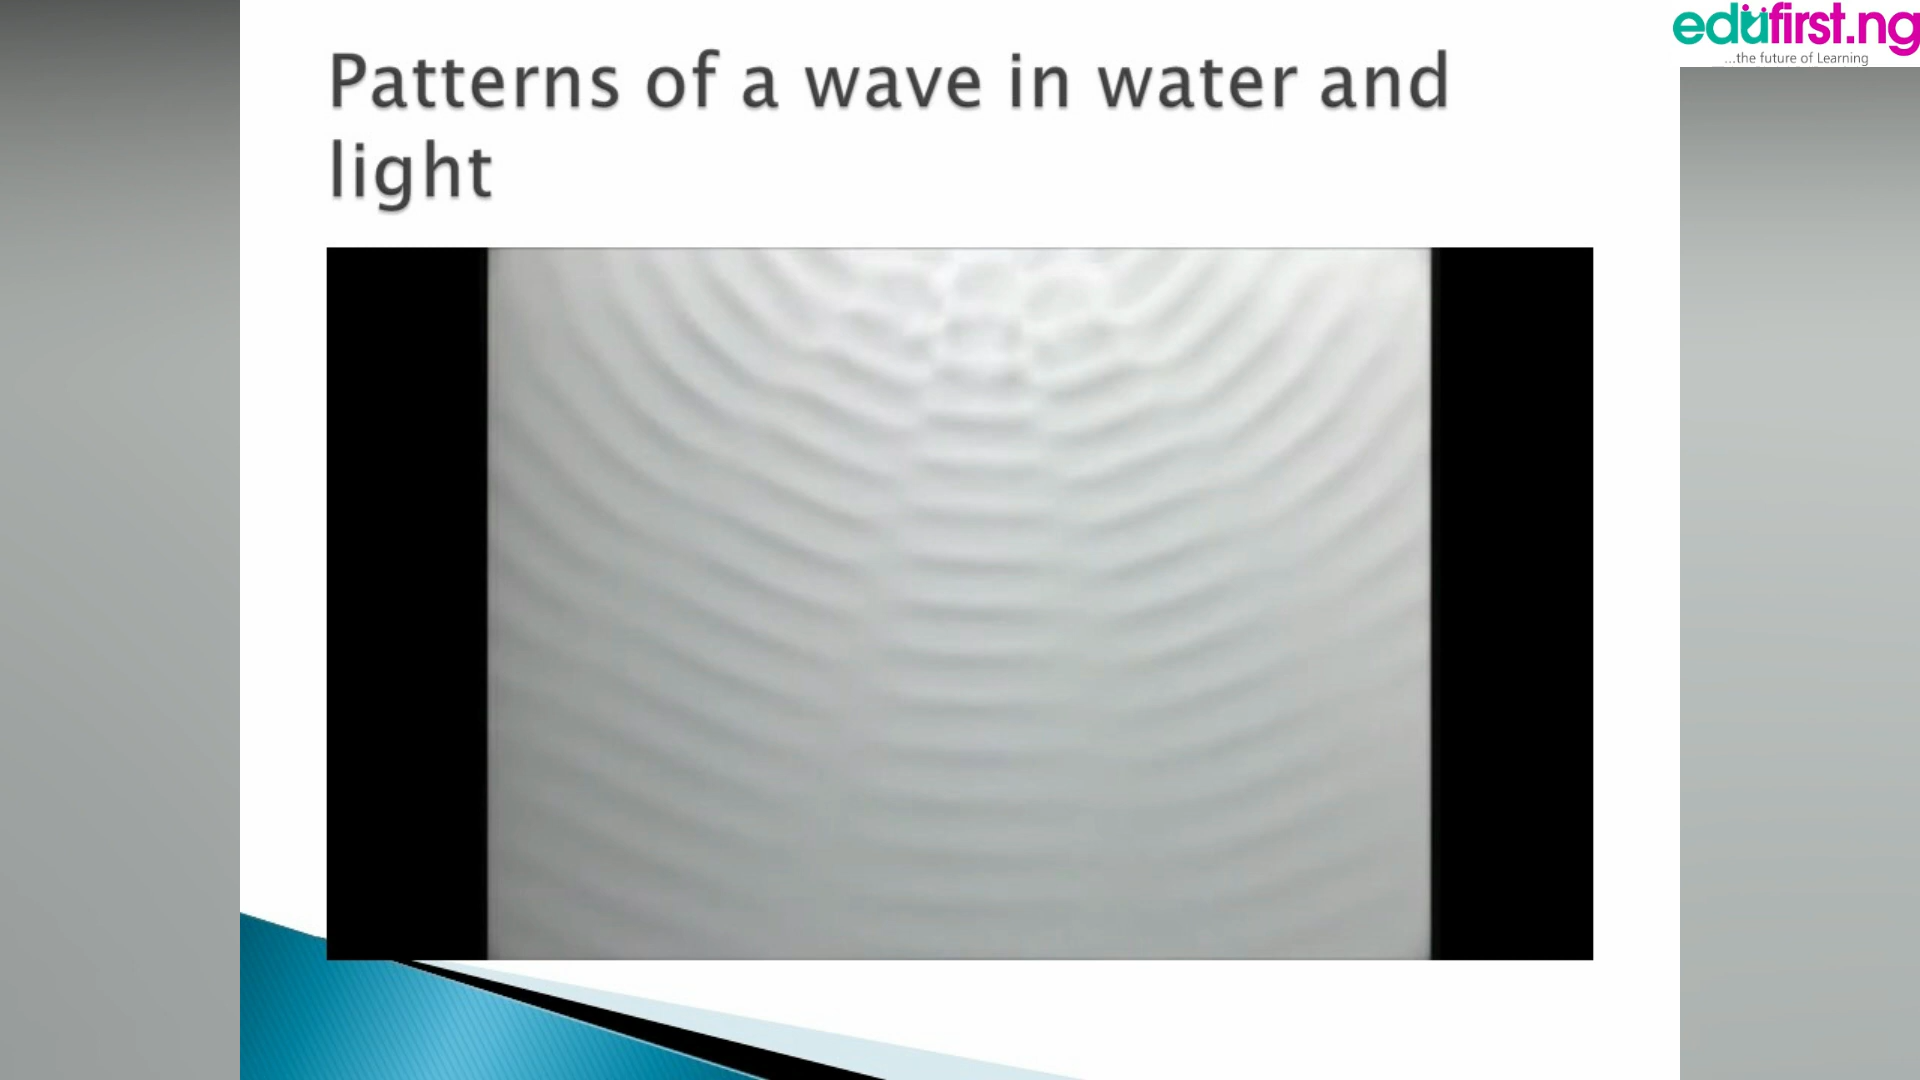 edufirst.ng
...the future of Learning
Patterns of a wave in water and
light